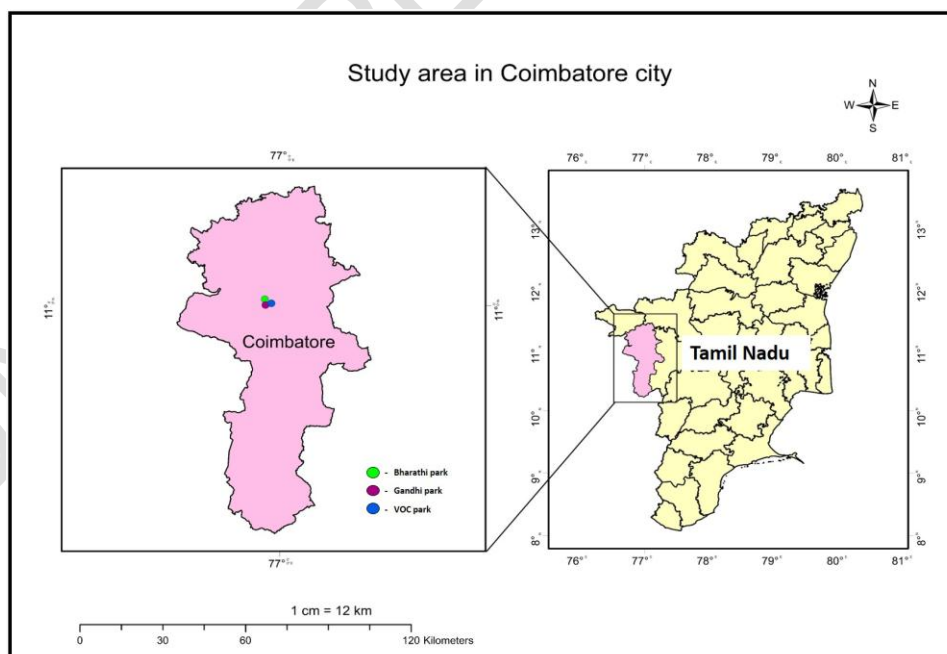 Study area in Coimbatore city
N
W E
S
77°
11°
11°
Coimbatore
Bharathi park
Gandhi park
VOC park
77°
76° 77° 78° 79° 80° 81°
13°
12°
11°
10°
9°
8°
13°
12°
11°
10°
9°
8°
Tamil Nadu
76° 77° 78° 79° 80° 81°
1 cm = 12 km
0 30 60 120 Kilometers